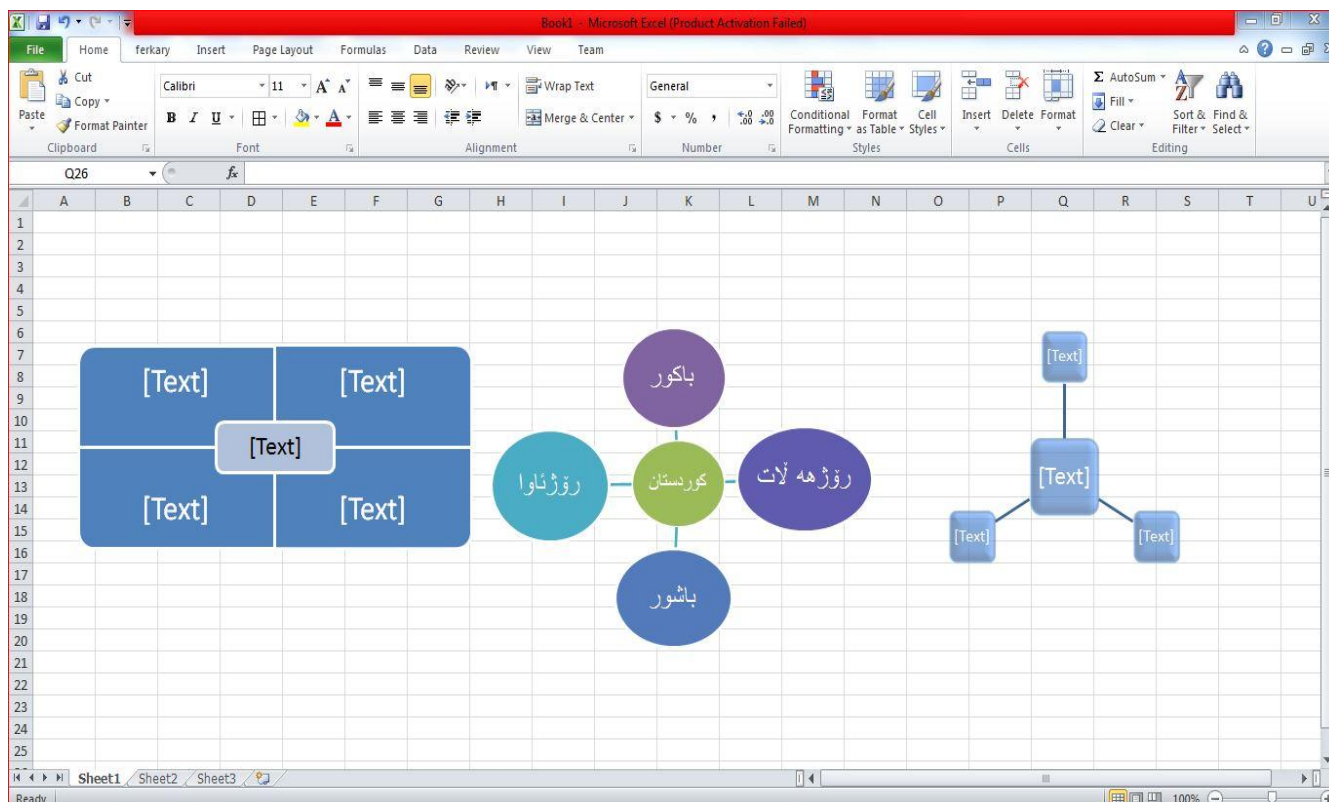 Book1 - Microsoft Excel (Product Activation Failed)
File Home ferkary Insert Page Layout Formulas Data Review View Team
Paste
Cut
Copy
Format Painter
Clipboard
Calibri 11
B I U
Font
Wrap Text
Merge & Center
Alignment
General
$ % , .00
Number
Conditional Formatting
Format as Table
Cell Styles
Styles
Insert Delete Format
Cells
AutoSum
Fill
Clear
Sort & Filter
Find & Select
Editing
Q26 fx
A B C D E F G H I J K L M N O P Q R S T U
1
2
3
4
5
6
7
8
9
10
11
12
13
14
15
16
17
18
19
20
21
22
23
24
25
[Text] [Text]
[Text]
[Text] [Text]
باکور
رۆژئاوا
کوردستان
رۆژهه ڵات
باشور
[Text]
[Text]
[Text] [Text]
Sheet1 Sheet2 Sheet3
Ready 100%